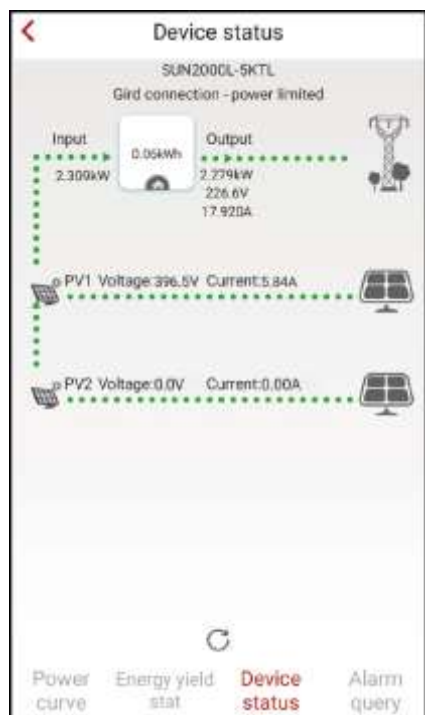 Device status
SUN2000L-5KTL
Gird connection - power limited
Input
0.06kWh
Output
2.309kW
2.279kW
226.6V
17.920A
PV1 Voltage:396.5V Current:5.84A
PV2 Voltage:0.0V Current:0.00A
Power curve
Energy yield stat
Device status
Alarm query